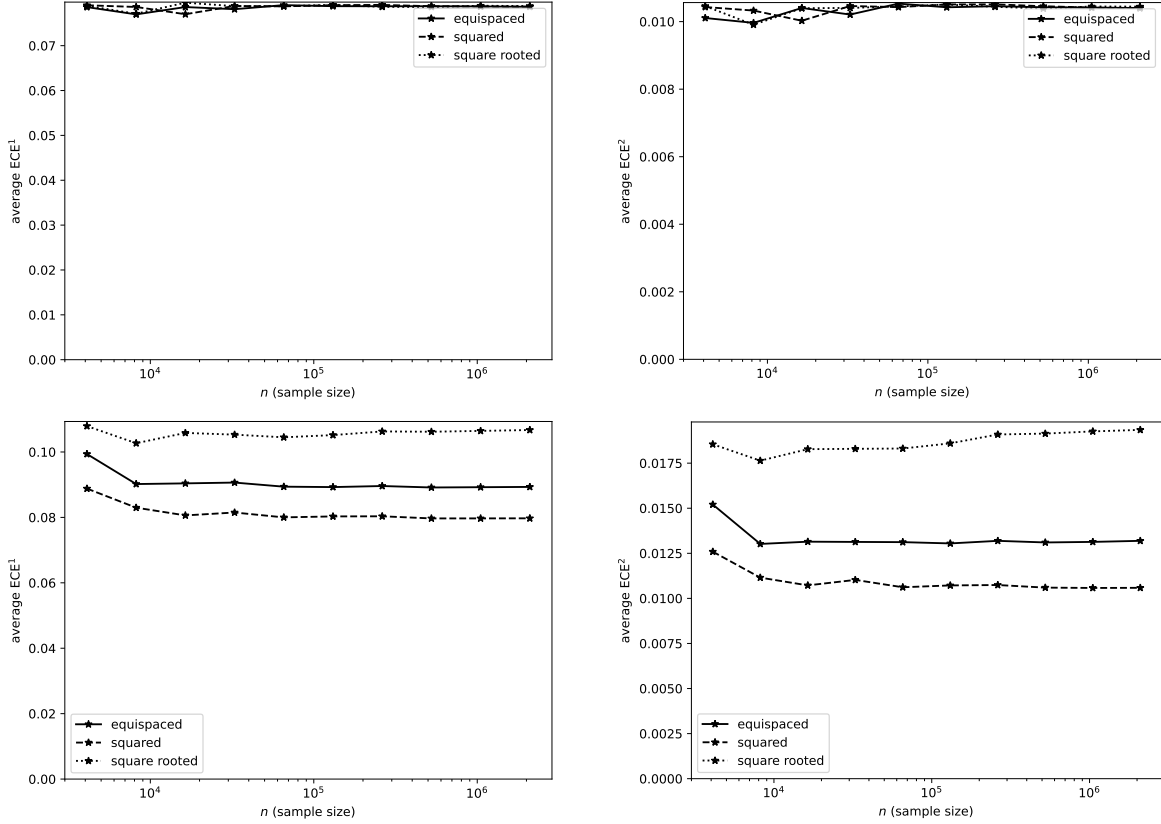 0.07
0.06
0.05
0.04
0.03
0.02
0.01
0.00
average ECE¹
10⁴
10⁵
10⁶
n (sample size)
equispaced
squared
square rooted
0.010
0.008
0.006
0.004
0.002
0.000
average ECE²
10⁴
10⁵
10⁶
n (sample size)
equispaced
squared
square rooted
0.10
0.08
0.06
0.04
0.02
0.00
average ECE¹
10⁴
10⁵
10⁶
n (sample size)
equispaced
squared
square rooted
0.0175
0.0150
0.0125
0.0100
0.0075
0.0050
0.0025
0.0000
average ECE²
10⁴
10⁵
10⁶
n (sample size)
equispaced
squared
square rooted